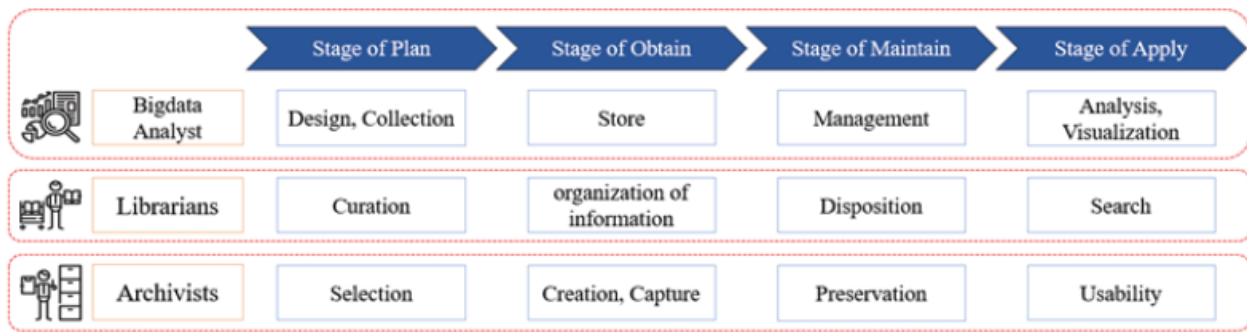 Stage of Plan
Stage of Obtain
Stage of Maintain
Stage of Apply
Bigdata
Analyst
Design, Collection
Store
Management
Analysis,
Visualization
Librarians
Curation
organization of
information
Disposition
Search
Archivists
Selection
Creation, Capture
Preservation
Usability